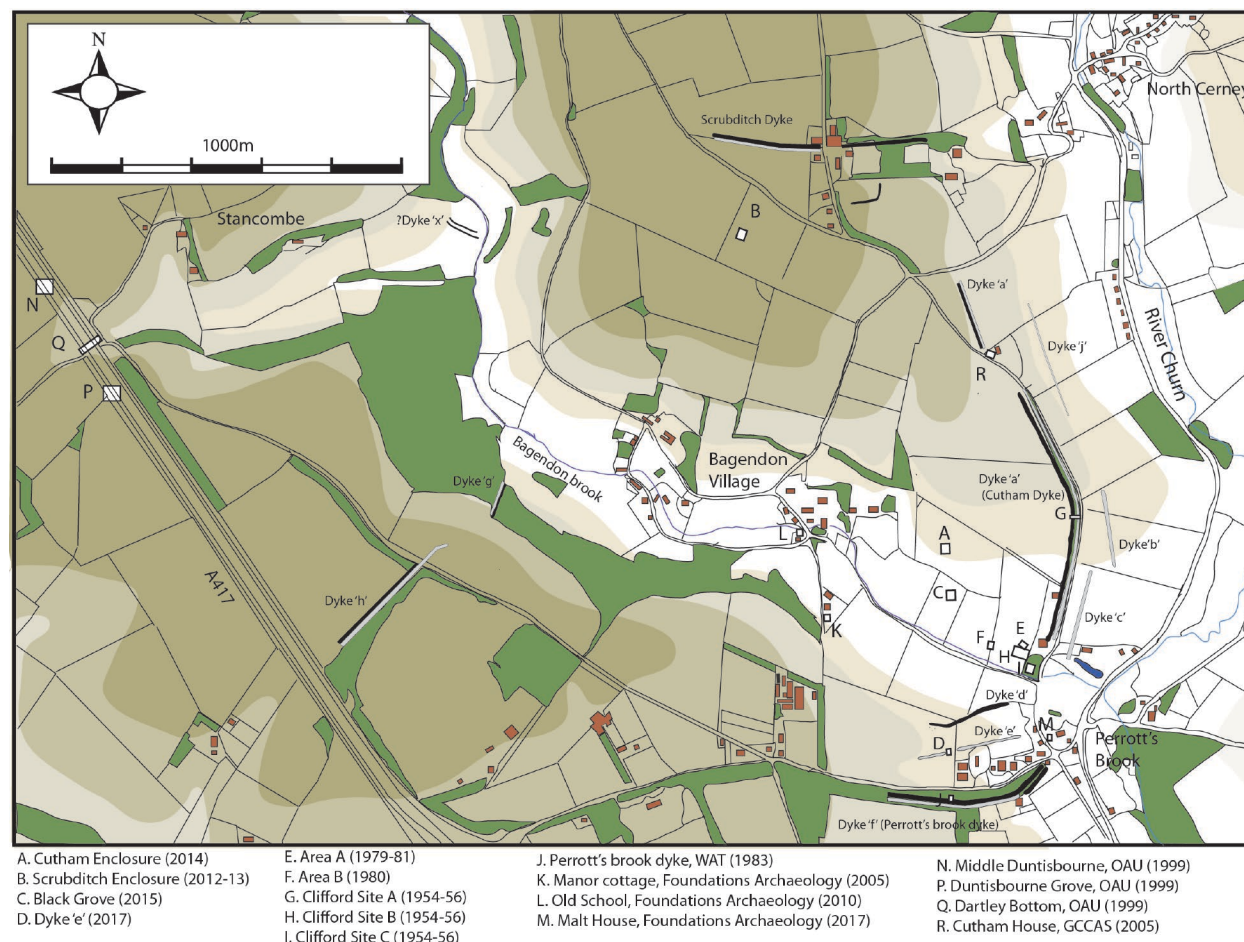 N
1000m
Scrubditch Dyke
North Cerney
Stancombe
?Dyke 'x'
B
N
Dyke 'a'
Q
R
Dyke 'j'
River Churn
P
Bagendon brook
Bagendon
Village
Dyke 'g'
Dyke 'a'
(Cutham Dyke)
G
A417
L
A
Dyke 'b'
Dyke 'h'
C
Dyke 'c'
K
F
E
H
I
Dyke 'd'
M
D
Dyke 'e'
Perrott's
Brook
J
Dyke 'f' (Perrott's brook dyke)
A. Cutham Enclosure (2014)
B. Scrubditch Enclosure (2012-13)
C. Black Grove (2015)
D. Dyke 'e' (2017)
E. Area A (1979-81)
F. Area B (1980)
G. Clifford Site A (1954-56)
H. Clifford Site B (1954-56)
I. Clifford Site C (1954-56)
J. Perrott's brook dyke, WAT (1983)
K. Manor cottage, Foundations Archaeology (2005)
L. Old School, Foundations Archaeology (2010)
M. Malt House, Foundations Archaeology (2017)
N. Middle Duntisbourne, OAU (1999)
P. Duntisbourne Grove, OAU (1999)
Q. Dartley Bottom, OAU (1999)
R. Cutham House, GCCAS (2005)